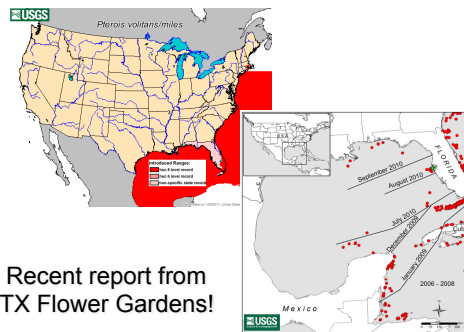 USGS
Pterois volitans/miles
Introduced Ranges:
huc 8 level record
huc 6 level record
non-specific state record
U.S.A.
FLORIDA
September 2010
August 2010
July 2010
December 2009
January 2009
2006 - 2008
Mexico
USGS
Recent report from
TX Flower Gardens!